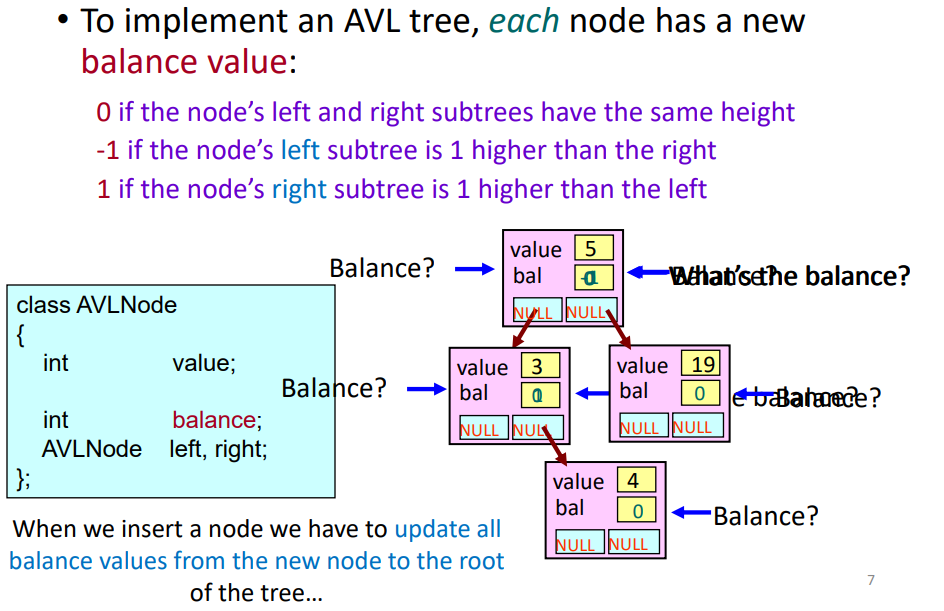 • To implement an AVL tree, each node has a new
balance value:
0 if the node's left and right subtrees have the same height
-1 if the node's left subtree is 1 higher than the right
1 if the node's right subtree is 1 higher than the left
value 5
Balance?
bal
What's the balance?
NULL NULL
class AVLNode
{
int value;
int balance;
AVLNode left, right;
};
value 3
Balance?
bal
NULL NULL
value 19
bal 0
Balance?
NULL NULL
value 4
bal 0
Balance?
NULL NULL
When we insert a node we have to update all
balance values from the new node to the root
of the tree…
7